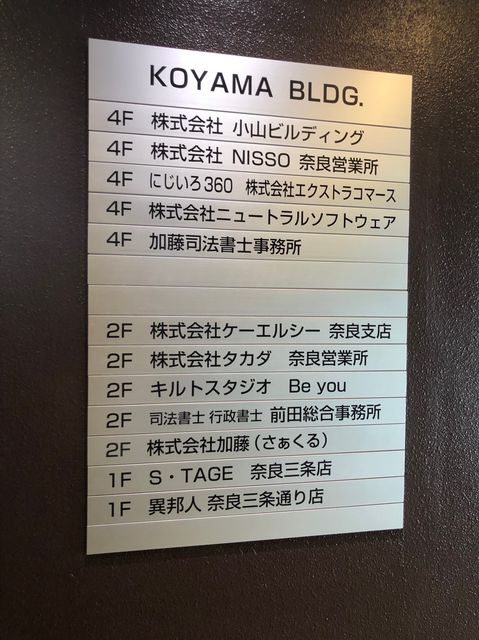 KOYAMA BLDG.
4F 株式会社 小山ビルディング
4F 株式会社 NISSO 奈良営業所
4F にじいろ360 株式会社エクストラコマース
4F 株式会社ニュートラルソフトウェア
4F 加藤司法書士事務所
2F 株式会社ケーエルシー 奈良支店
2F 株式会社タカダ 奈良営業所
2F キルトスタジオ Be you
2F 司法書士 行政書士 前田総合事務所
2F 株式会社加藤(さぁくる)
1F S・TAGE 奈良三条店
1F 異邦人 奈良三条通り店